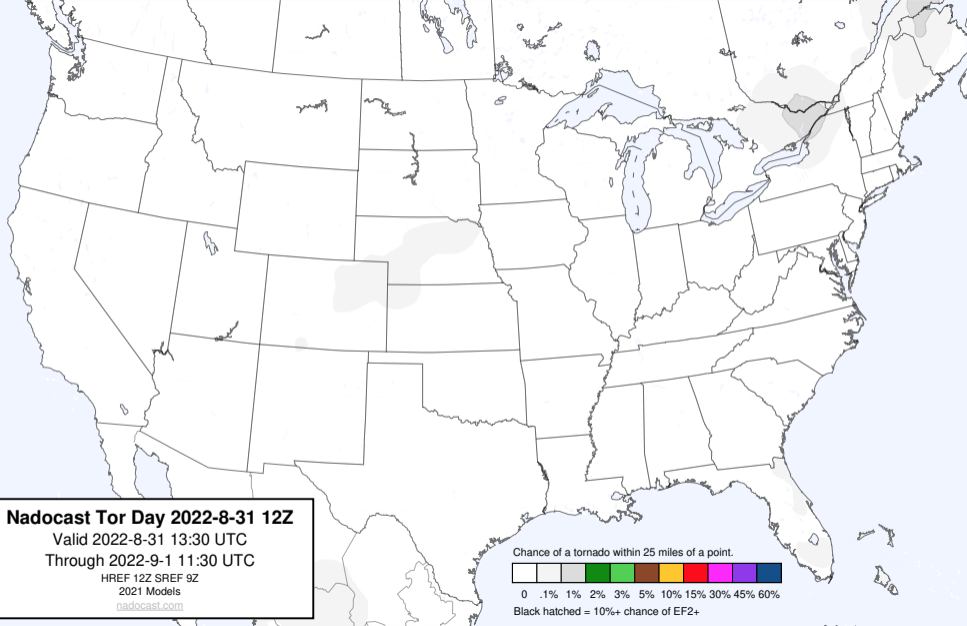 Nadocast Tor Day 2022-8-31 12Z
Valid 2022-8-31 13:30 UTC
Through 2022-9-1 11:30 UTC
HREF 12Z SREF 9Z
2021 Models
nadocast.com
Chance of a tornado within 25 miles of a point.
0 .1% 1% 2% 3% 5% 10% 15% 30% 45% 60%
Black hatched = 10%+ chance of EF2+